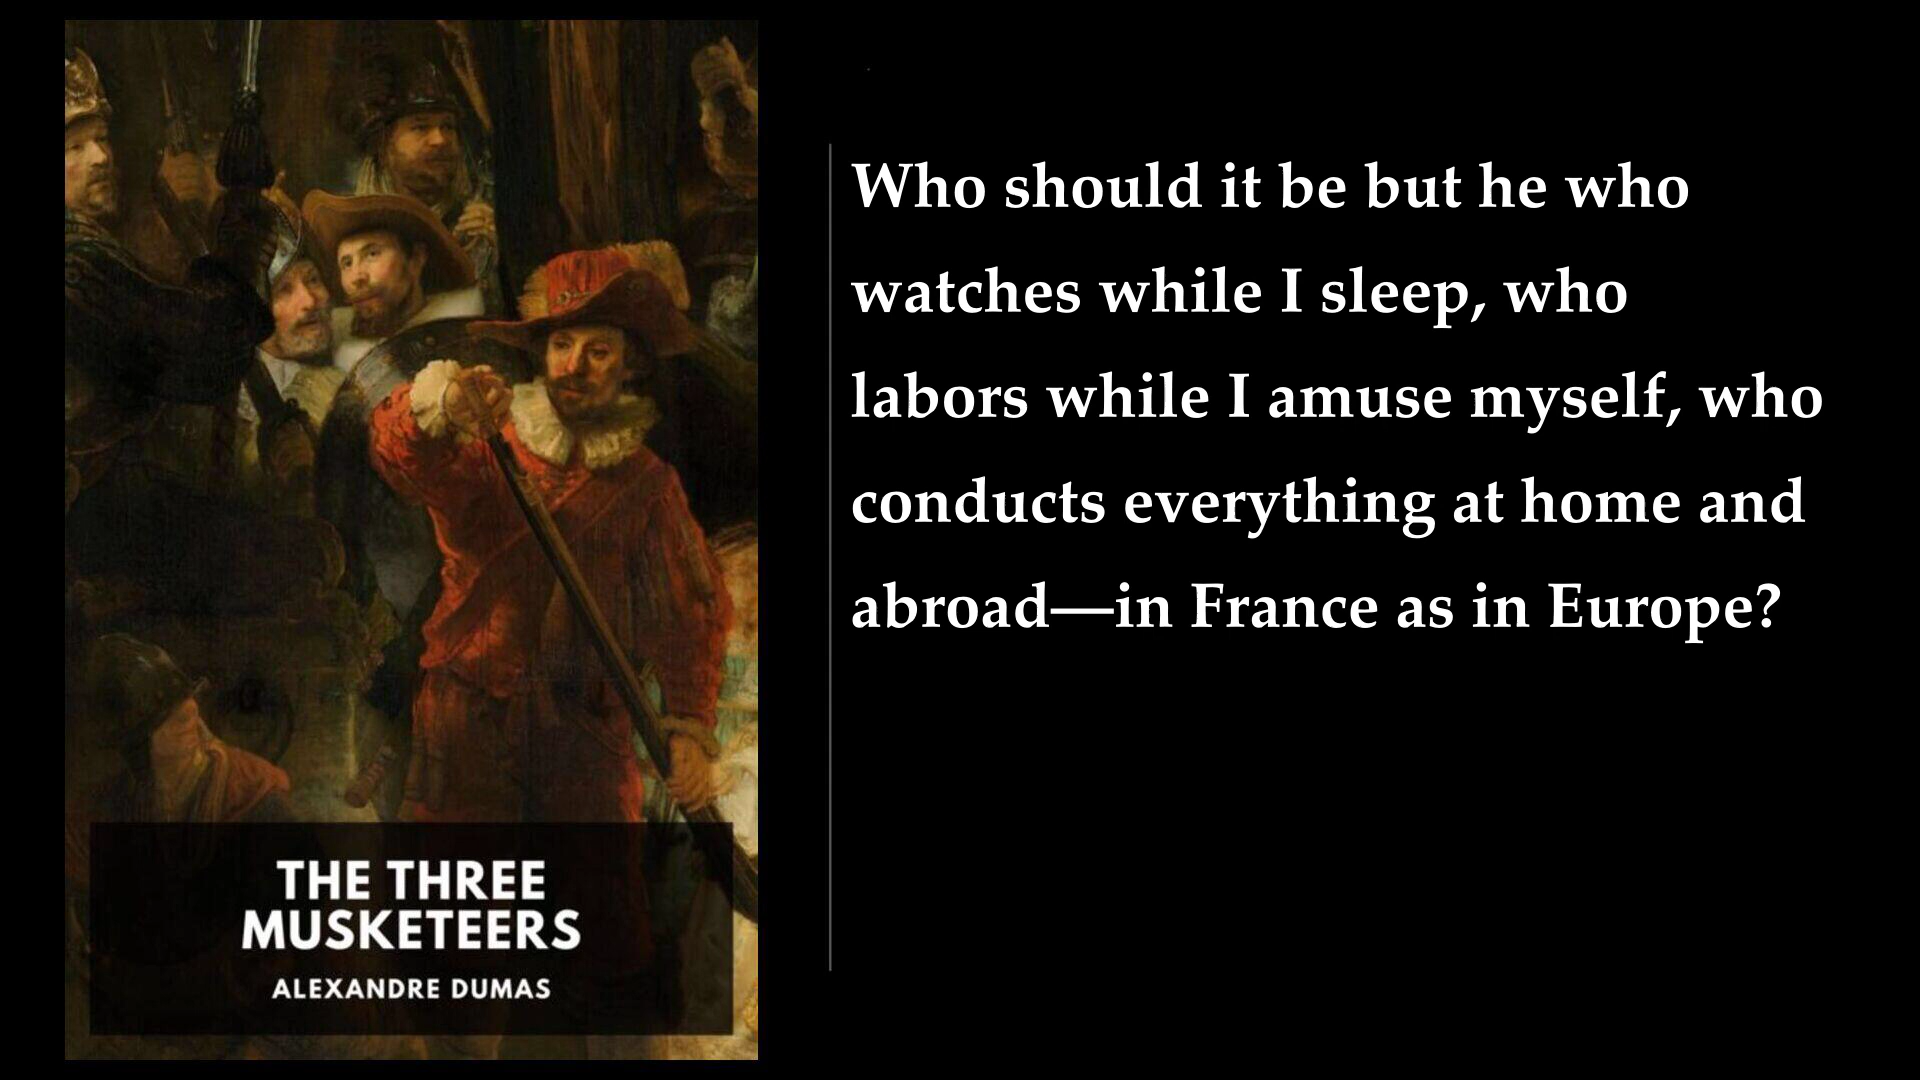 THE THREE
MUSKETEERS
ALEXANDRE DUMAS
Who should it be but he who
watches while I sleep, who
labors while I amuse myself, who
conducts everything at home and
abroad—in France as in Europe?